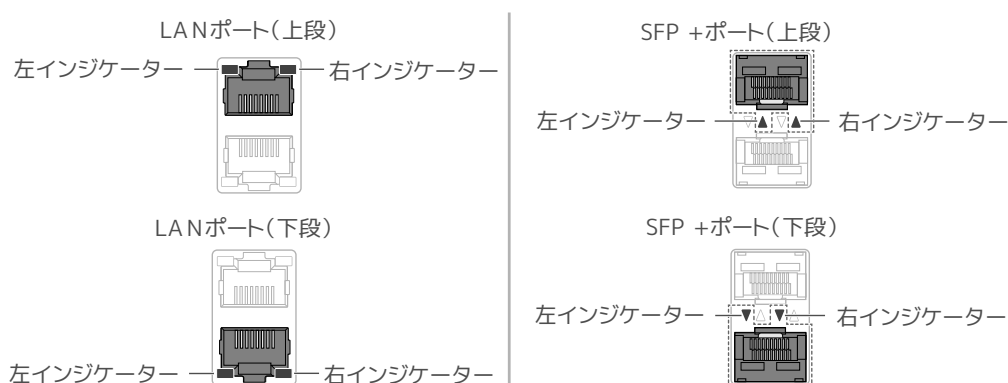 LANポート（上段）
左インジケーター
右インジケーター
LANポート（下段）
左インジケーター
右インジケーター
SFP +ポート（上段）
左インジケーター
右インジケーター
SFP +ポート（下段）
左インジケーター
右インジケーター